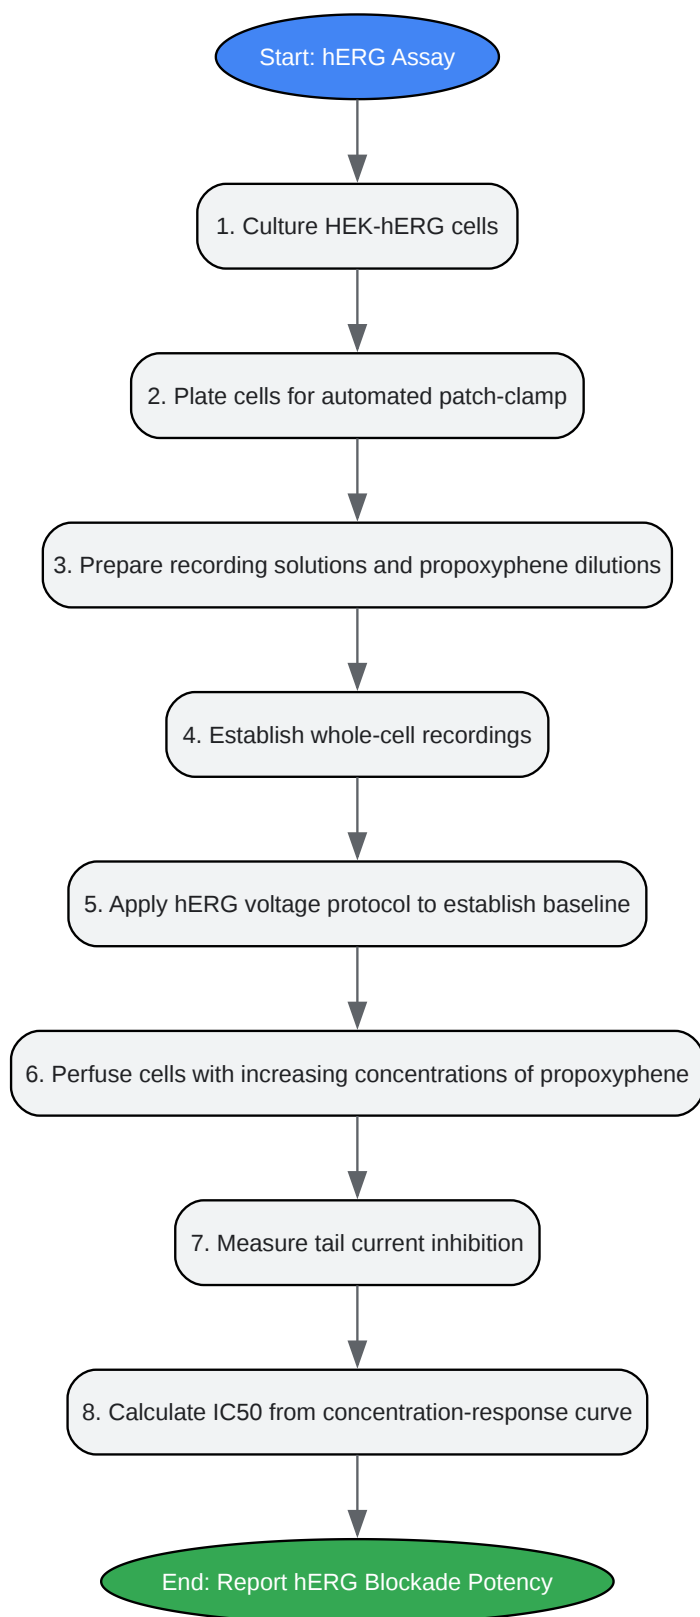 Start: hERG Assay
1. Culture HEK-hERG cells
2. Plate cells for automated patch-clamp
3. Prepare recording solutions and propoxyphene dilutions
4. Establish whole-cell recordings
5. Apply hERG voltage protocol to establish baseline
6. Perfuse cells with increasing concentrations of propoxyphene
7. Measure tail current inhibition
8. Calculate IC50 from concentration-response curve
End: Report hERG Blockade Potency